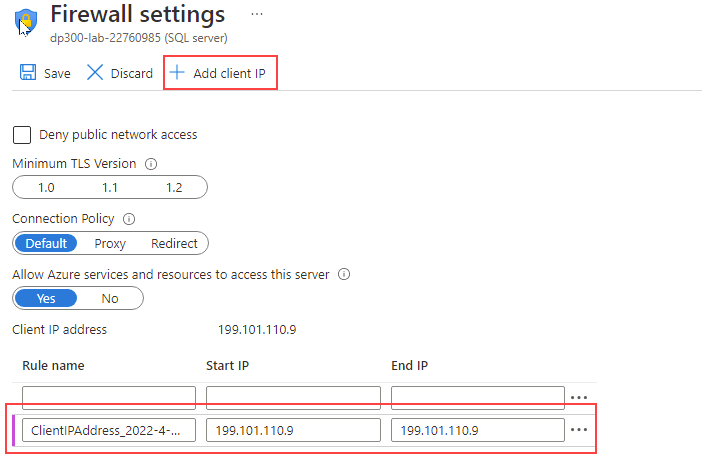 Firewall settings ...
dp300-lab-22760985 (SQL server)
Save Discard + Add client IP
Deny public network access
Minimum TLS Version
1.0 1.1 1.2
Connection Policy
Default Proxy Redirect
Allow Azure services and resources to access this server
Yes No
Client IP address 199.101.110.9
Rule name Start IP End IP
...
ClientIPAddress_2022-4-... 199.101.110.9 199.101.110.9 ...